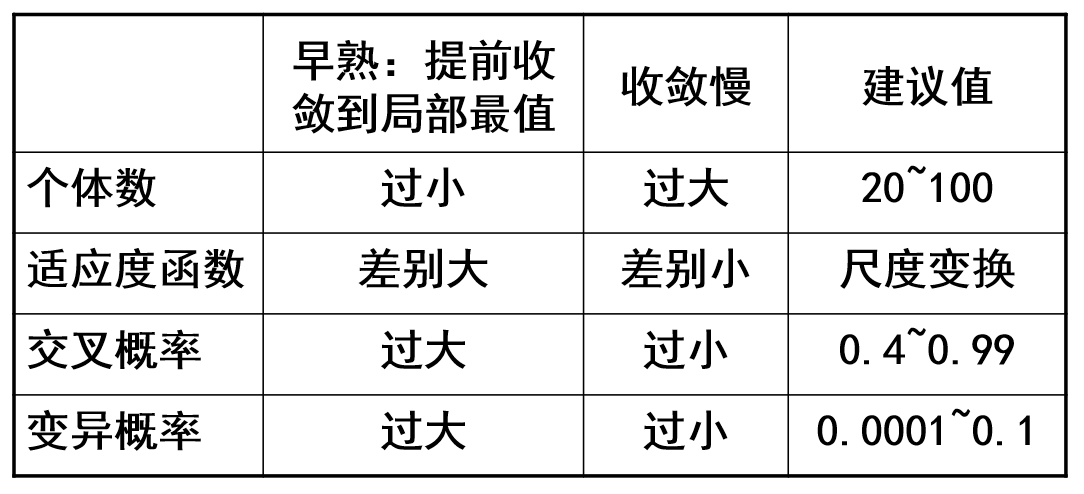 早熟：提前收
敛到局部最值
收敛慢
建议值
个体数 过小 过大 20~100
适应度函数 差别大 差别小 尺度变换
交叉概率 过大 过小 0.4~0.99
变异概率 过大 过小 0.0001~0.1